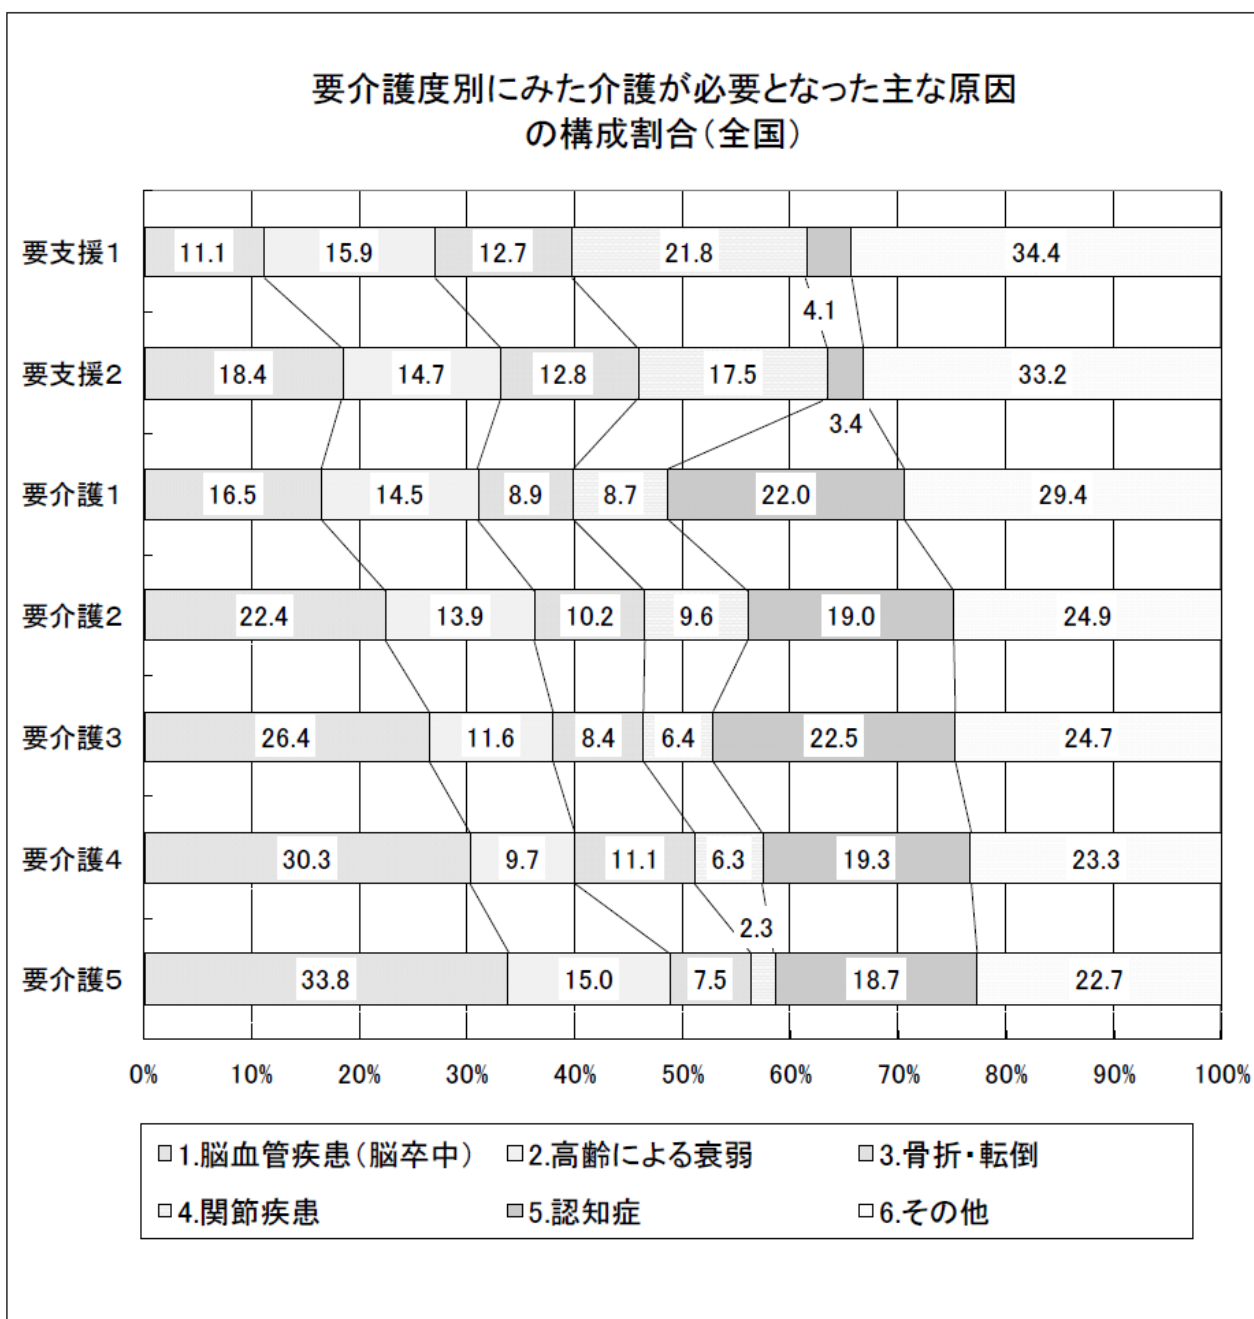 要介護度別にみた介護が必要となった主な原因
の構成割合(全国)
要支援1 11.1 15.9 12.7 21.8 34.4
4.1
要支援2 18.4 14.7 12.8 17.5 33.2
3.4
要介護1 16.5 14.5 8.9 8.7 22.0 29.4
要介護2 22.4 13.9 10.2 9.6 19.0 24.9
要介護3 26.4 11.6 8.4 6.4 22.5 24.7
要介護4 30.3 9.7 11.1 6.3 19.3 23.3
2.3
要介護5 33.8 15.0 7.5 18.7 22.7
0% 10% 20% 30% 40% 50% 60% 70% 80% 90% 100%
1.脳血管疾患(脳卒中) 2.高齢による衰弱 3.骨折・転倒
4.関節疾患 5.認知症 6.その他